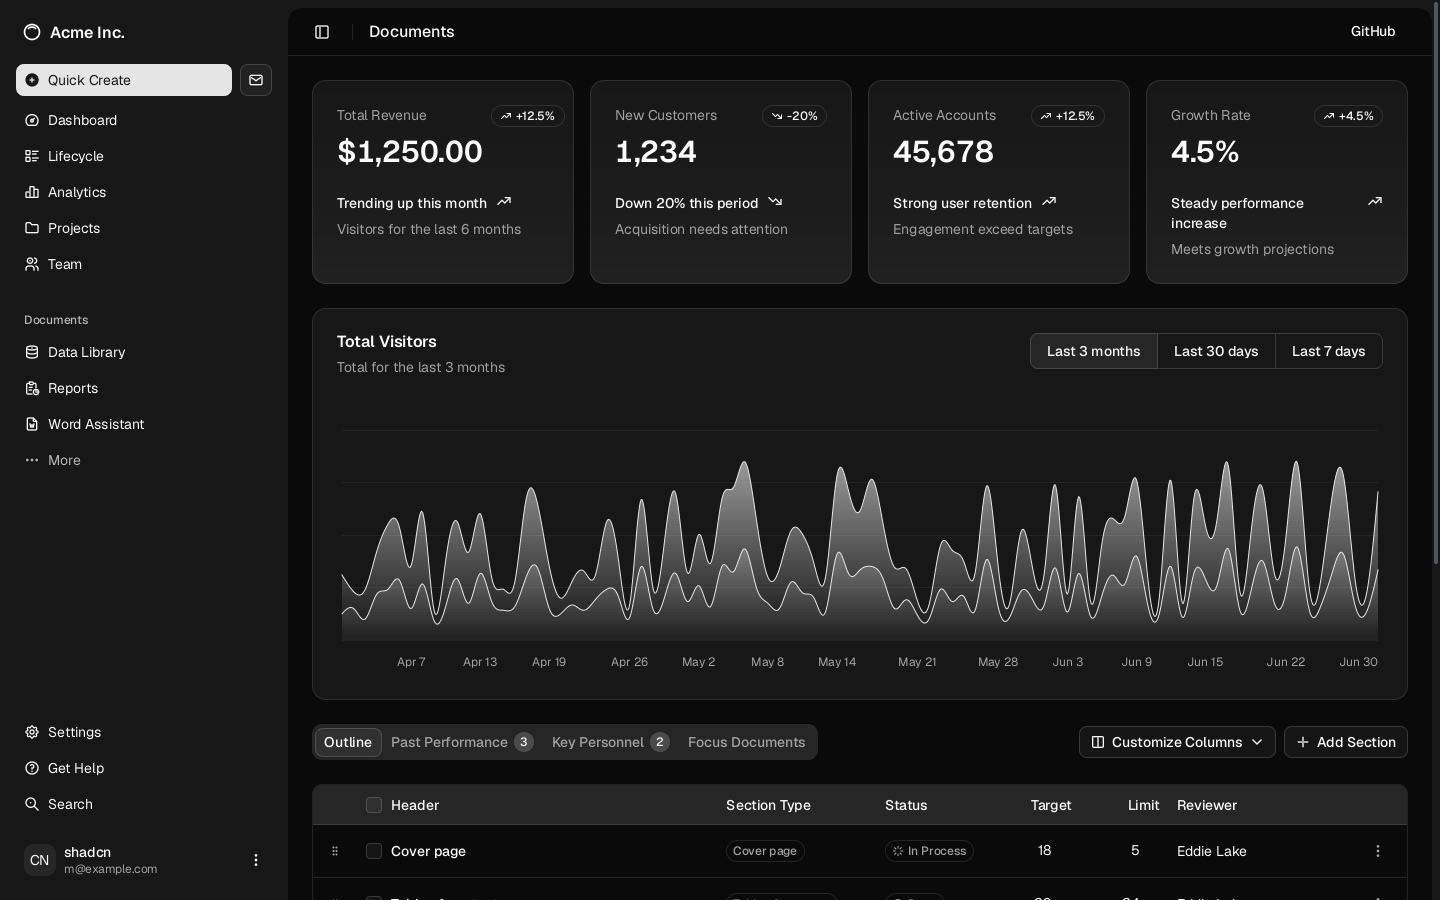 Acme Inc.
Quick Create
Dashboard
Lifecycle
Analytics
Projects
Team
Documents
Data Library
Reports
Word Assistant
More
Settings
Get Help
Search
CN
shadcn
m@example.com
Documents
GitHub
Total Revenue
+12.5%
$1,250.00
Trending up this month
Visitors for the last 6 months
New Customers
-20%
1,234
Down 20% this period
Acquisition needs attention
Active Accounts
+12.5%
45,678
Strong user retention
Engagement exceed targets
Growth Rate
+4.5%
4.5%
Steady performance
increase
Meets growth projections
Total Visitors
Total for the last 3 months
Last 3 months
Last 30 days
Last 7 days
Apr 7 Apr 13 Apr 19 Apr 26 May 2 May 8 May 14 May 21 May 28 Jun 3 Jun 9 Jun 15 Jun 22 Jun 30
Outline
Past Performance 3
Key Personnel 2
Focus Documents
Customize Columns
Add Section
Header Section Type Status Target Limit Reviewer
Cover page Cover page In Process 18 5 Eddie Lake